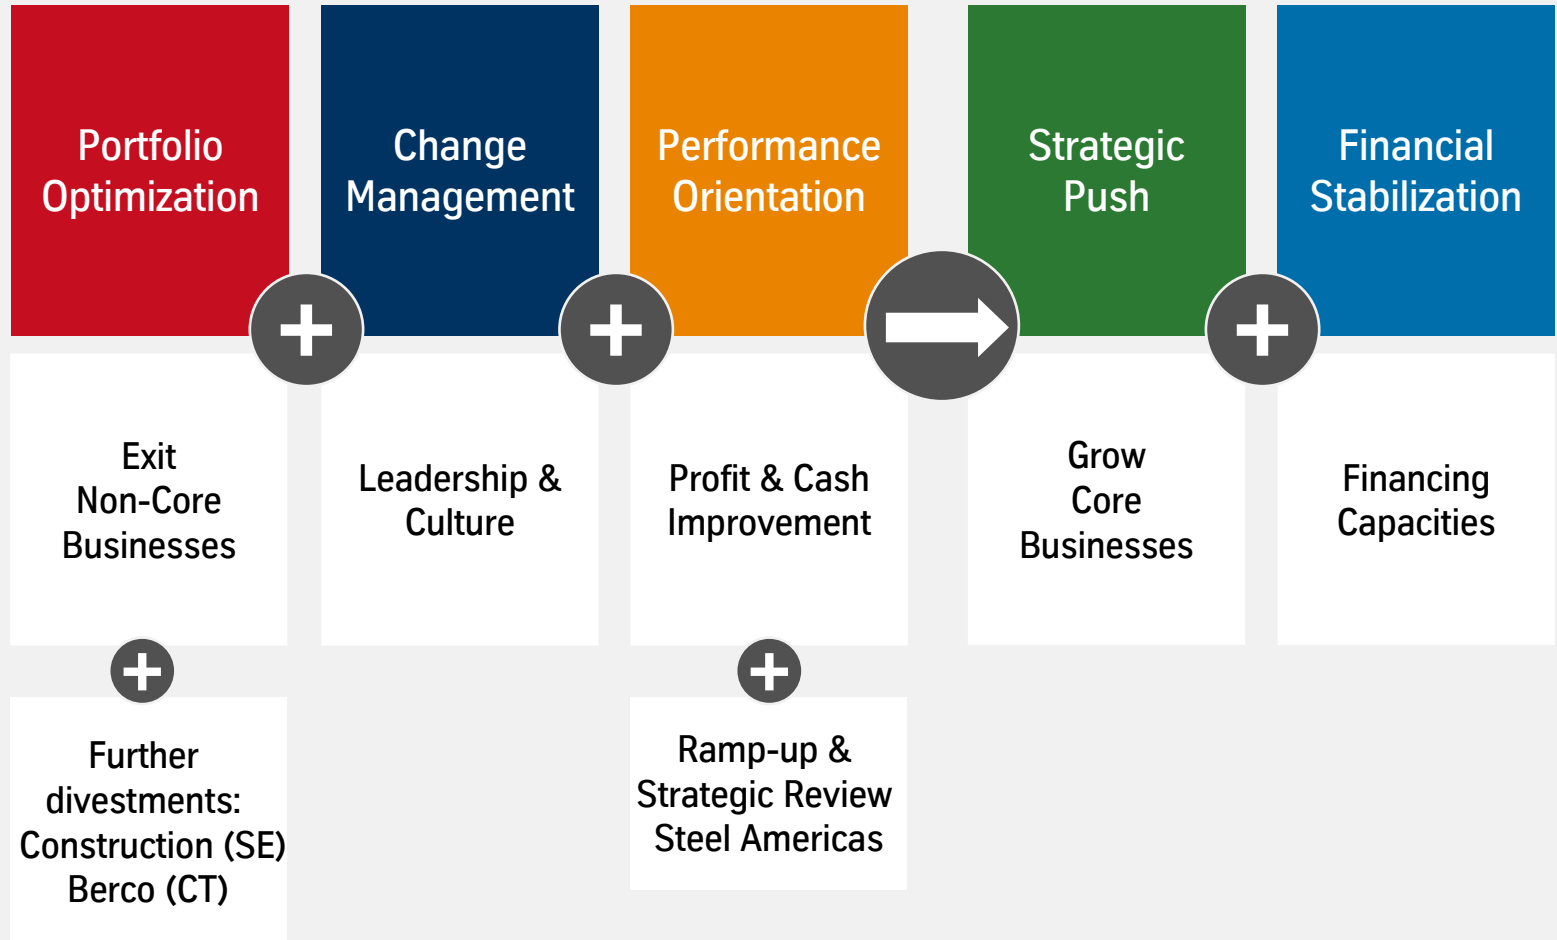 Portfolio
Optimization
Change
Management
Performance
Orientation
Strategic
Push
Financial
Stabilization
Exit
Non-Core
Businesses
Leadership &
Culture
Profit & Cash
Improvement
Grow
Core
Businesses
Financing
Capacities
Further
divestments:
Construction (SE)
Berco (CT)
Ramp-up &
Strategic Review
Steel Americas